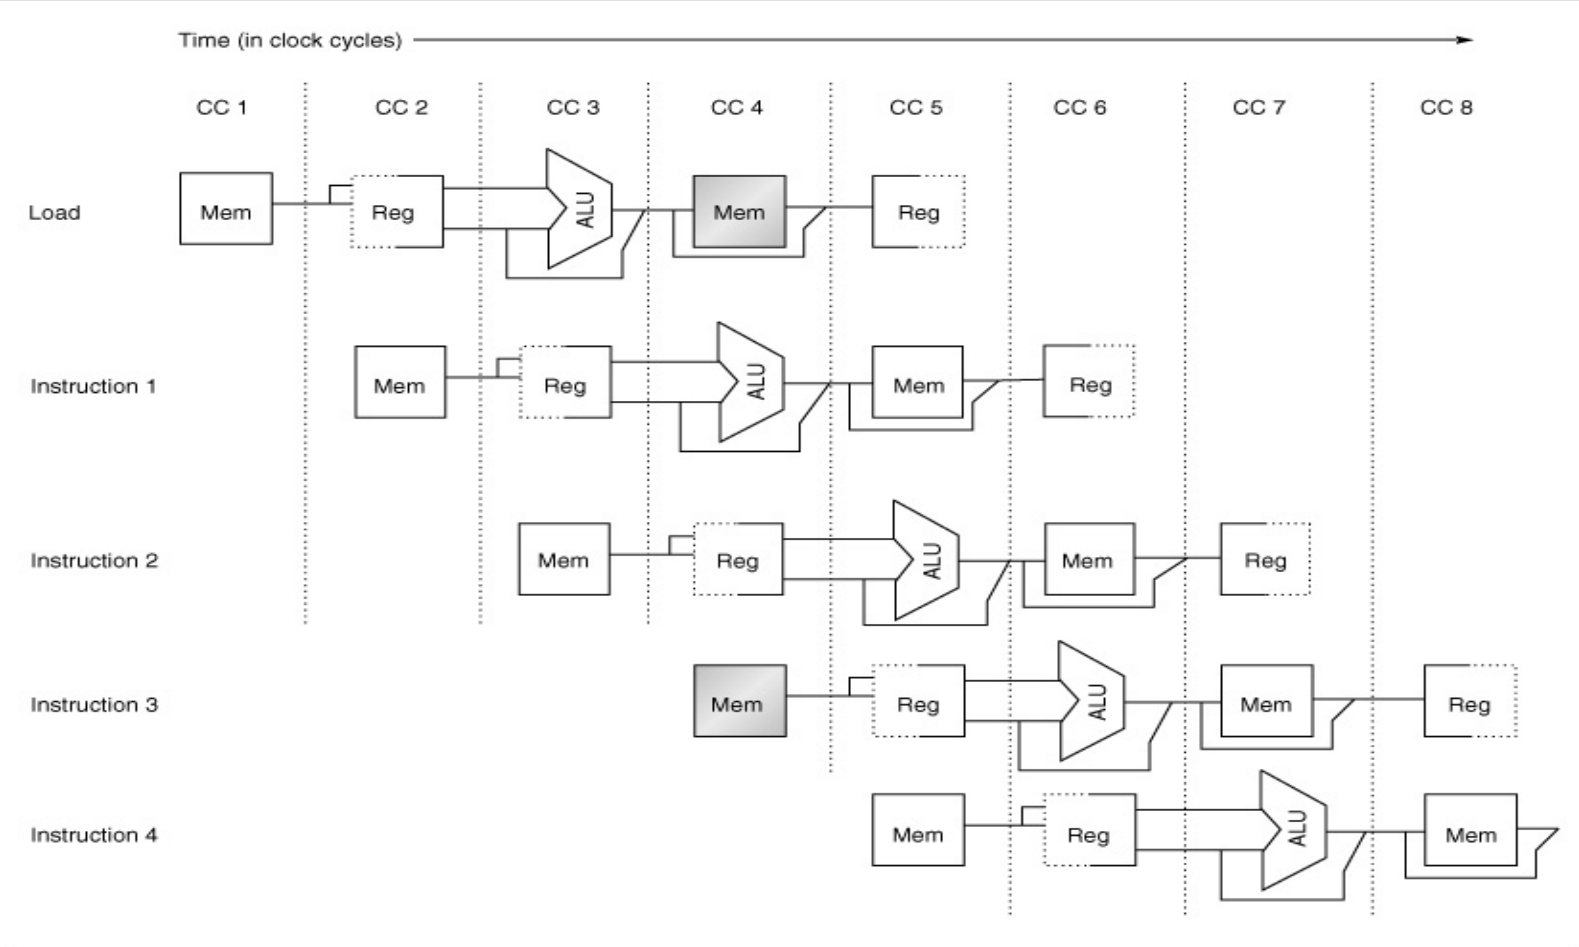 Time (in clock cycles)
CC 1 CC 2 CC 3 CC 4 CC 5 CC 6 CC 7 CC 8
Load Mem Reg ALU Mem Reg
Instruction 1 Mem Reg ALU Mem Reg
Instruction 2 Mem Reg ALU Mem Reg
Instruction 3 Mem Reg ALU Mem Reg
Instruction 4 Mem Reg ALU Mem